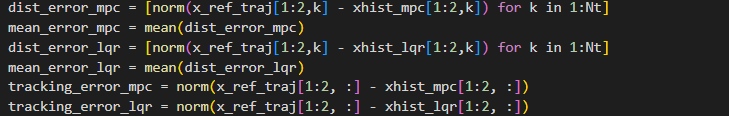 dist_error_mpc = [norm(x_ref_traj[1:2,k] - xhist_mpc[1:2,k]) for k in 1:Nt]
mean_error_mpc = mean(dist_error_mpc)
dist_error_lqr = [norm(x_ref_traj[1:2,k] - xhist_lqr[1:2,k]) for k in 1:Nt]
mean_error_lqr = mean(dist_error_lqr)
tracking_error_mpc = norm(x_ref_traj[1:2, :] - xhist_mpc[1:2, :])
tracking_error_lqr = norm(x_ref_traj[1:2, :] - xhist_lqr[1:2, :])